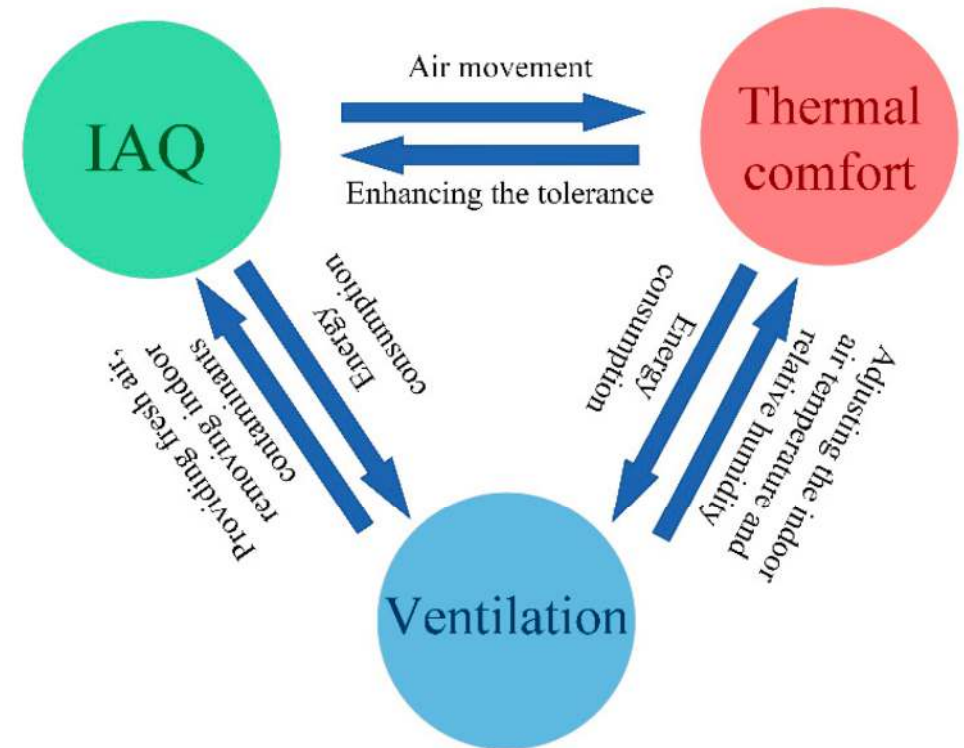 IAQ
Air movement
Enhancing the tolerance
Thermal
comfort
Energy
consumption
Providing fresh air,
removing indoor
contaminants
Energy
consumption
Adjusting the indoor
air temperature and
relative humidity
Ventilation